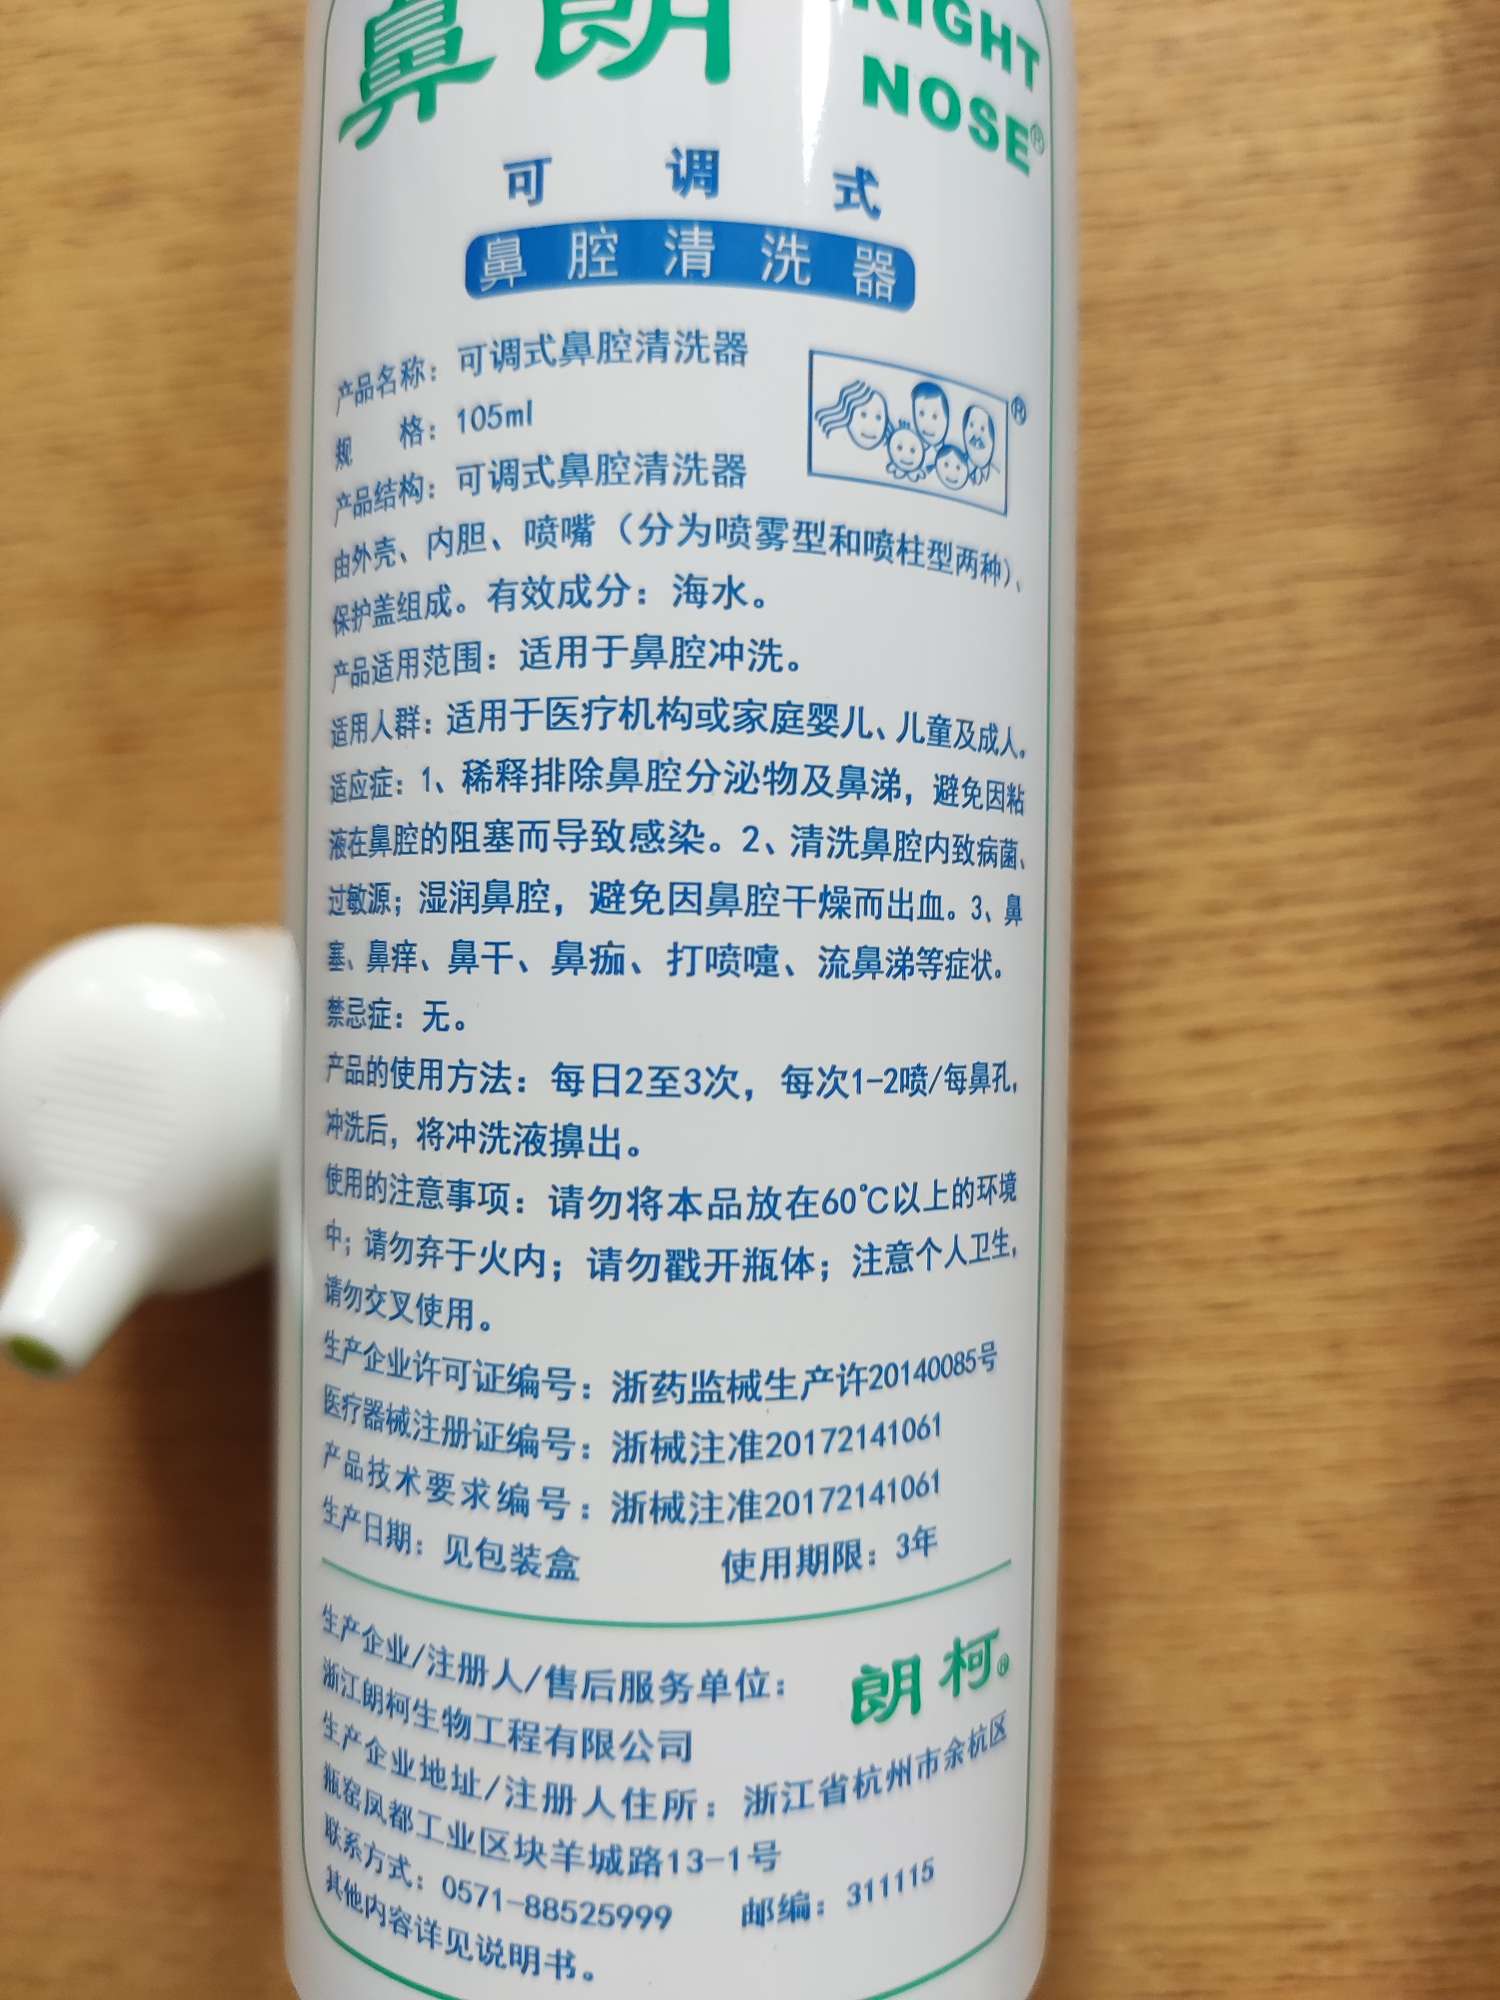 鼻朗
RIGHT
NOSE®
可调式
鼻腔清洗器
产品名称：可调式鼻腔清洗器
规 格：105ml
®
产品结构：可调式鼻腔清洗器
由外壳、内胆、喷嘴（分为喷雾型和喷柱型两种）、
保护盖组成。有效成分：海水。
产品适用范围：适用于鼻腔冲洗。
适用人群：适用于医疗机构或家庭婴儿、儿童及成人。
适应症：1、稀释排除鼻腔分泌物及鼻涕，避免因粘
液在鼻腔的阻塞而导致感染。2、清洗鼻腔内致病菌、
过敏源；湿润鼻腔，避免因鼻腔干燥而出血。3、鼻
塞、鼻痒、鼻干、鼻痂、打喷嚏、流鼻涕等症状。
禁忌症：无。
产品的使用方法：每日2至3次，每次1-2喷/每鼻孔，
冲洗后，将冲洗液擤出。
使用的注意事项：请勿将本品放在60℃以上的环境
中；请勿弃于火内；请勿戳开瓶体；注意个人卫生，
请勿交叉使用。
生产企业许可证编号：浙药监械生产许20140085号
医疗器械注册证编号：浙械注准20172141061
产品技术要求编号：浙械注准20172141061
生产日期：见包装盒 使用期限：3年
生产企业/注册人/售后服务单位：
朗柯®
浙江朗柯生物工程有限公司
生产企业地址/注册人住所：浙江省杭州市余杭区
瓶窑凤都工业区块羊城路13-1号
联系方式：0571-88525999 邮编：311115
其他内容详见说明书。